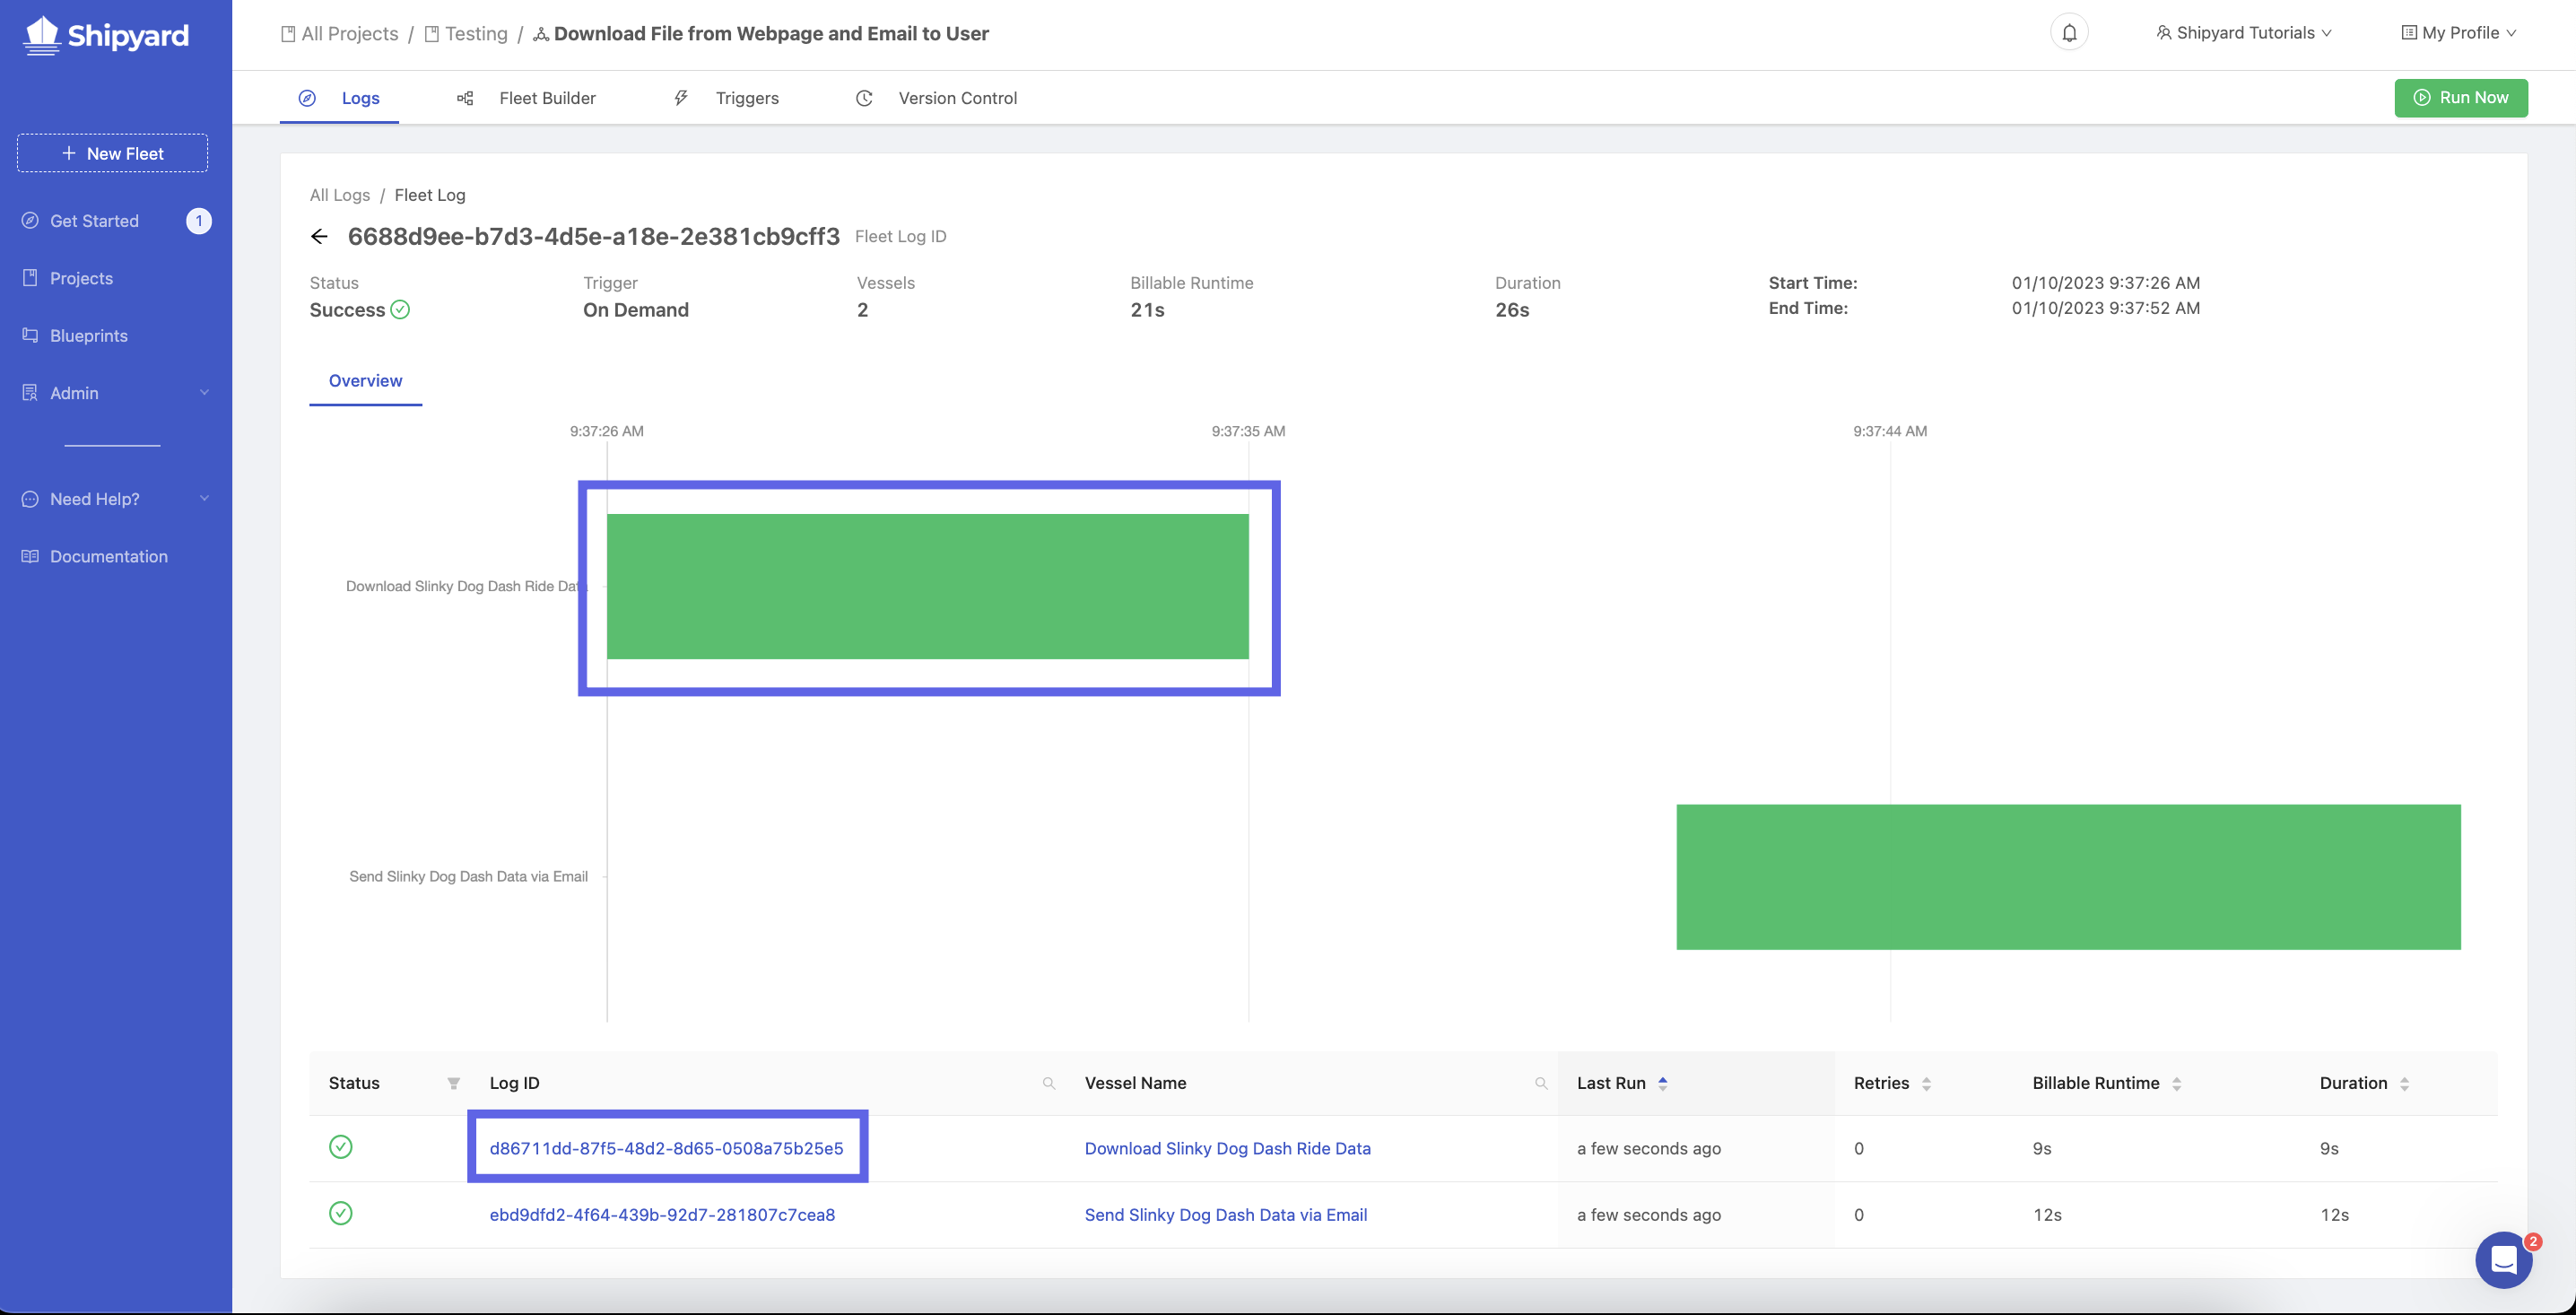 Shipyard
All Projects / Testing / Download File from Webpage and Email to User
Shipyard Tutorials
My Profile
Logs
Fleet Builder
Triggers
Version Control
Run Now
New Fleet
Get Started 1
Projects
Blueprints
Admin
Need Help?
Documentation
All Logs / Fleet Log
6688d9ee-b7d3-4d5e-a18e-2e381cb9cff3 Fleet Log ID
Status Trigger Vessels Billable Runtime Duration Start Time: 01/10/2023 9:37:26 AM
Success On Demand 2 21s 26s End Time: 01/10/2023 9:37:52 AM
Overview
9:37:26 AM 9:37:35 AM 9:37:44 AM
Download Slinky Dog Dash Ride Data
Send Slinky Dog Dash Data via Email
Status Log ID Vessel Name Last Run Retries Billable Runtime Duration
d86711dd-87f5-48d2-8d65-0508a75b25e5 Download Slinky Dog Dash Ride Data a few seconds ago 0 9s 9s
ebd9dfd2-4f64-439b-92d7-281807c7cea8 Send Slinky Dog Dash Data via Email a few seconds ago 0 12s 12s
2